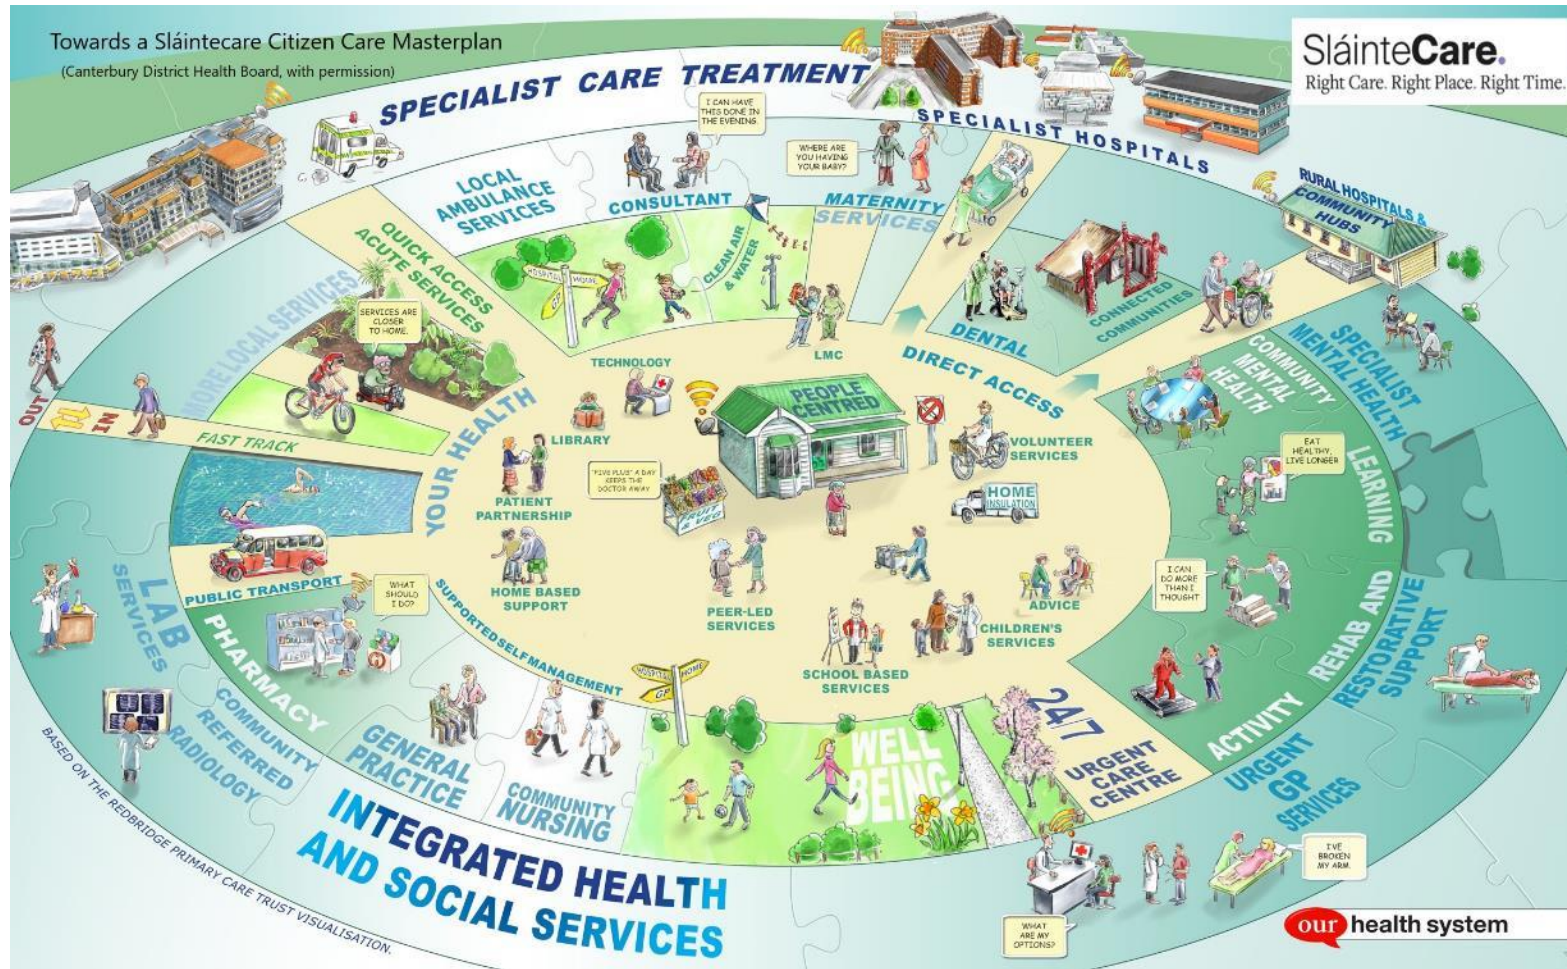 Towards a Sláintecare Citizen Care Masterplan
(Canterbury District Health Board, with permission)
SláinteCare.
Right Care. Right Place. Right Time.
SPECIALIST CARE TREATMENT
SPECIALIST HOSPITALS
RURAL HOSPITALS &
COMMUNITY
HUBS
I CAN HAVE
THIS DONE IN
THE EVENING.
WHERE ARE
YOU HAVING
YOUR BABY?
LOCAL
AMBULANCE
SERVICES
CONSULTANT
MATERNITY
SERVICES
QUICK ACCESS
ACUTE SERVICES
HOSPITAL
HOME
GP
CLEAN AIR
& WATER
DENTAL
CONNECTED
COMMUNITIES
MORE LOCAL SERVICES
SERVICES ARE
CLOSER
TO HOME.
OUT
IN
FAST TRACK
YOUR HEALTH
TECHNOLOGY
LMC
DIRECT ACCESS
PEOPLE
CENTRED
LIBRARY
VOLUNTEER
SERVICES
PATIENT
PARTNERSHIP
"FIVE PLUS" A DAY
KEEPS THE
DOCTOR AWAY
FRUIT
& VEG
HOME
INSULATION
COMMUNITY
MENTAL
HEALTH
SPECIALIST
MENTAL HEALTH
EAT
HEALTHY,
LIVE LONGER
LEARNING
PUBLIC TRANSPORT
WHAT
SHOULD
I DO?
HOME BASED
SUPPORT
PEER-LED
SERVICES
ADVICE
CHILDREN'S
SERVICES
SCHOOL BASED
SERVICES
I CAN
DO MORE
THAN I
THOUGHT
REHAB AND
RESTORATIVE
SUPPORT
ACTIVITY
LAB
SERVICES
PHARMACY
SUPPORTED SELF MANAGEMENT
HOSPITAL
HOME
GP
COMMUNITY
REFERRED
RADIOLOGY
GENERAL
PRACTICE
COMMUNITY
NURSING
WELL
BEING
24/7
URGENT
CARE
CENTRE
URGENT
GP
SERVICES
I'VE
BROKEN
MY ARM.
WHAT
ARE MY
OPTIONS?
INTEGRATED HEALTH
AND SOCIAL SERVICES
BASED ON THE REDBRIDGE PRIMARY CARE TRUST VISUALISATION.
our health system